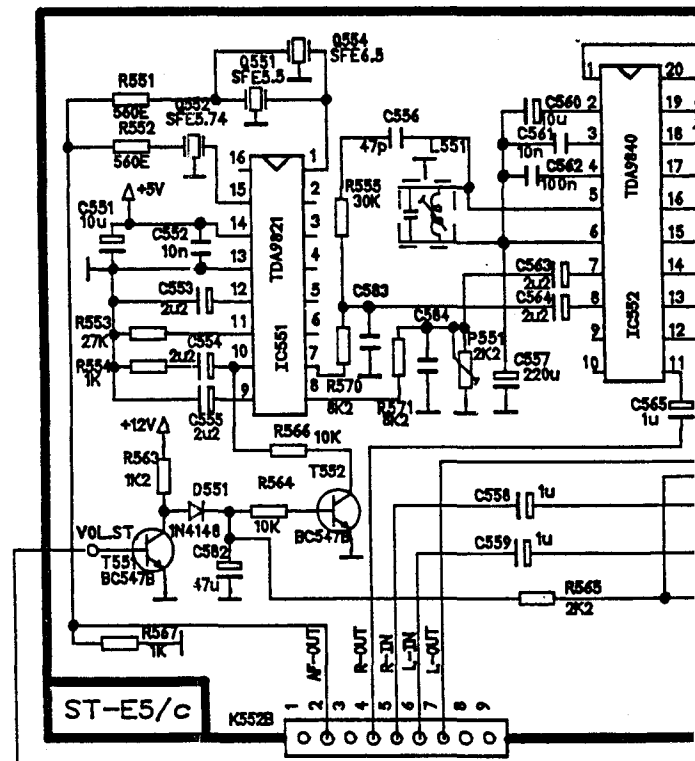 Q554
SFE6.5
Q551
SFE5.5
R551
560E
Q552
SFE5.74
R552
560E
C551
10u
+5V
C552
10n
C553
2u2
R553
27K
C554
2u2
R554
1K
C555
2u2
16
15
14
13
12
11
10
9
TDA9821
IC551
1
2
3
4
5
6
7
8
C556
47p
L551
R555
30K
C583
C584
R570
8K2
R571
8K2
P551
2K2
C557
220u
C560
10u
C561
10n
C562
100n
C563
2u2
C564
2u2
1
2
3
4
5
6
7
8
9
10
TDA9840
IC552
20
19
18
17
16
15
14
13
12
11
C565
1u
+12V
R563
1K2
D551
1N4148
VOL.ST
T551
BC547B
C582
47u
R564
10K
R566
10K
T552
BC547B
C558
1u
C559
1u
R565
2K2
R567
1K
AF-OUT
R-OUT
R-IN
L-IN
L-OUT
ST-E5/c
K552B
1 2 3 4 5 6 7 8 9